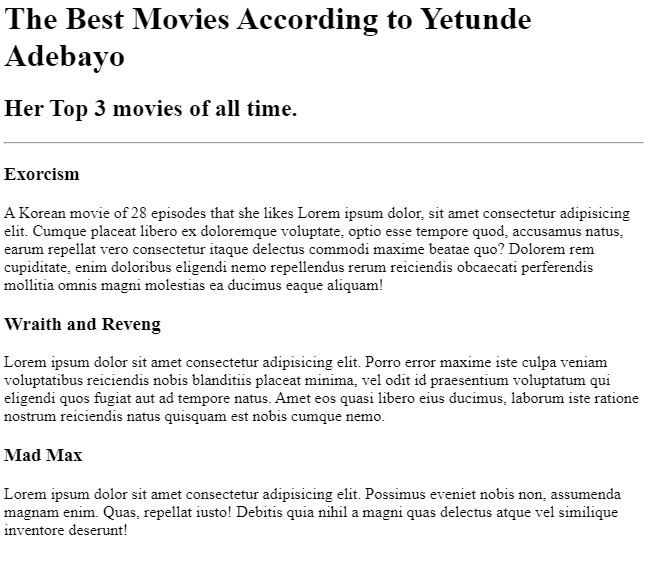 The Best Movies According to Yetunde
Adebayo
Her Top 3 movies of all time.
Exorcism
A Korean movie of 28 episodes that she likes Lorem ipsum dolor, sit amet consectetur adipisicing
elit. Cumque placeat libero ex doloremque voluptate, optio esse tempore quod, accusamus natus,
earum repellat vero consectetur itaque delectus commodi maxime beatae quo? Dolorem rem
cupiditate, enim doloribus eligendi nemo repellendus rerum reiciendis obcaecati perferendis
mollitia omnis magni molestias ea ducimus eaque aliquam!
Wraith and Reveng
Lorem ipsum dolor sit amet consectetur adipisicing elit. Porro error maxime iste culpa veniam
voluptatibus reiciendis nobis blanditiis placeat minima, vel odit id praesentium voluptatum qui
eligendi quos fugiat aut ad tempore natus. Amet eos quasi libero eius ducimus, laborum iste ratione
nostrum reiciendis natus quisquam est nobis cumque nemo.
Mad Max
Lorem ipsum dolor sit amet consectetur adipisicing elit. Possimus eveniet nobis non, assumenda
magnam enim. Quas, repellat iusto! Debitis quia nihil a magni quas delectus atque vel similique
inventore deserunt!